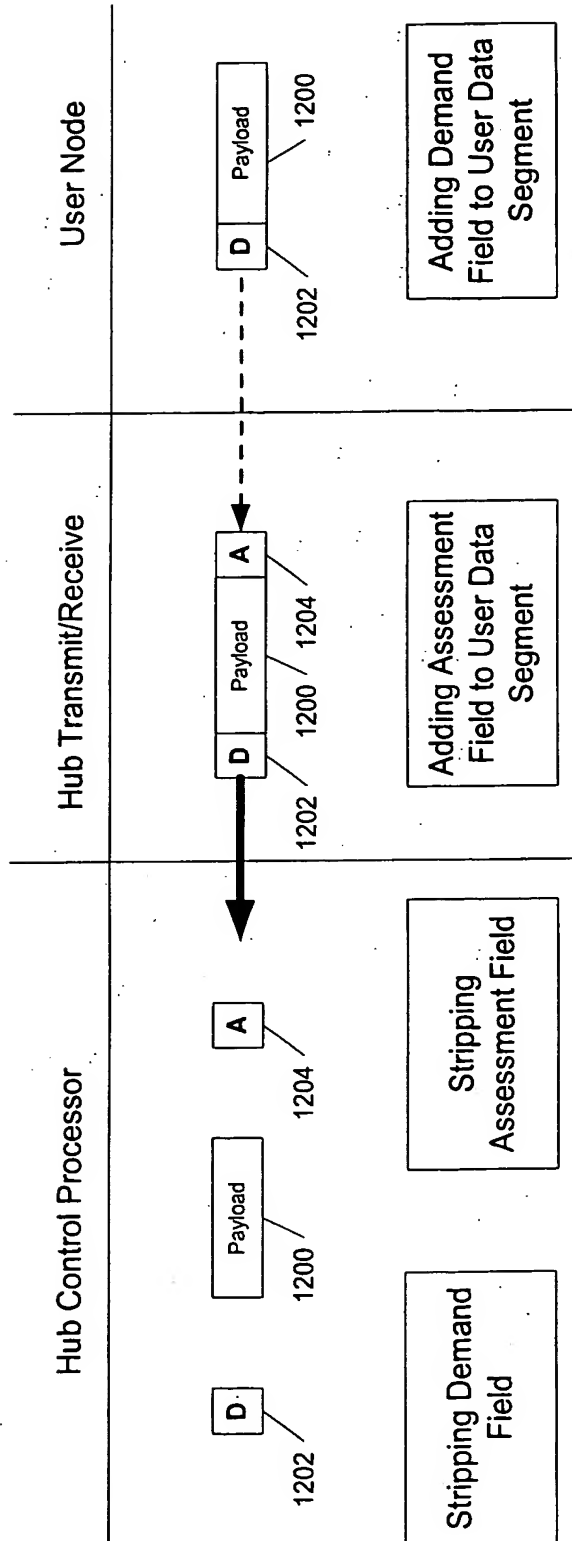 Hub Control Processor
Hub Transmit/Receive
User Node
D
Payload
A
D
Payload
A
D
Payload
1202
1200
1204
1202
1200
1204
1202
1200
Stripping Demand
Field
Stripping
Assessment Field
Adding Assessment
Field to User Data
Segment
Adding Demand
Field to User Data
Segment